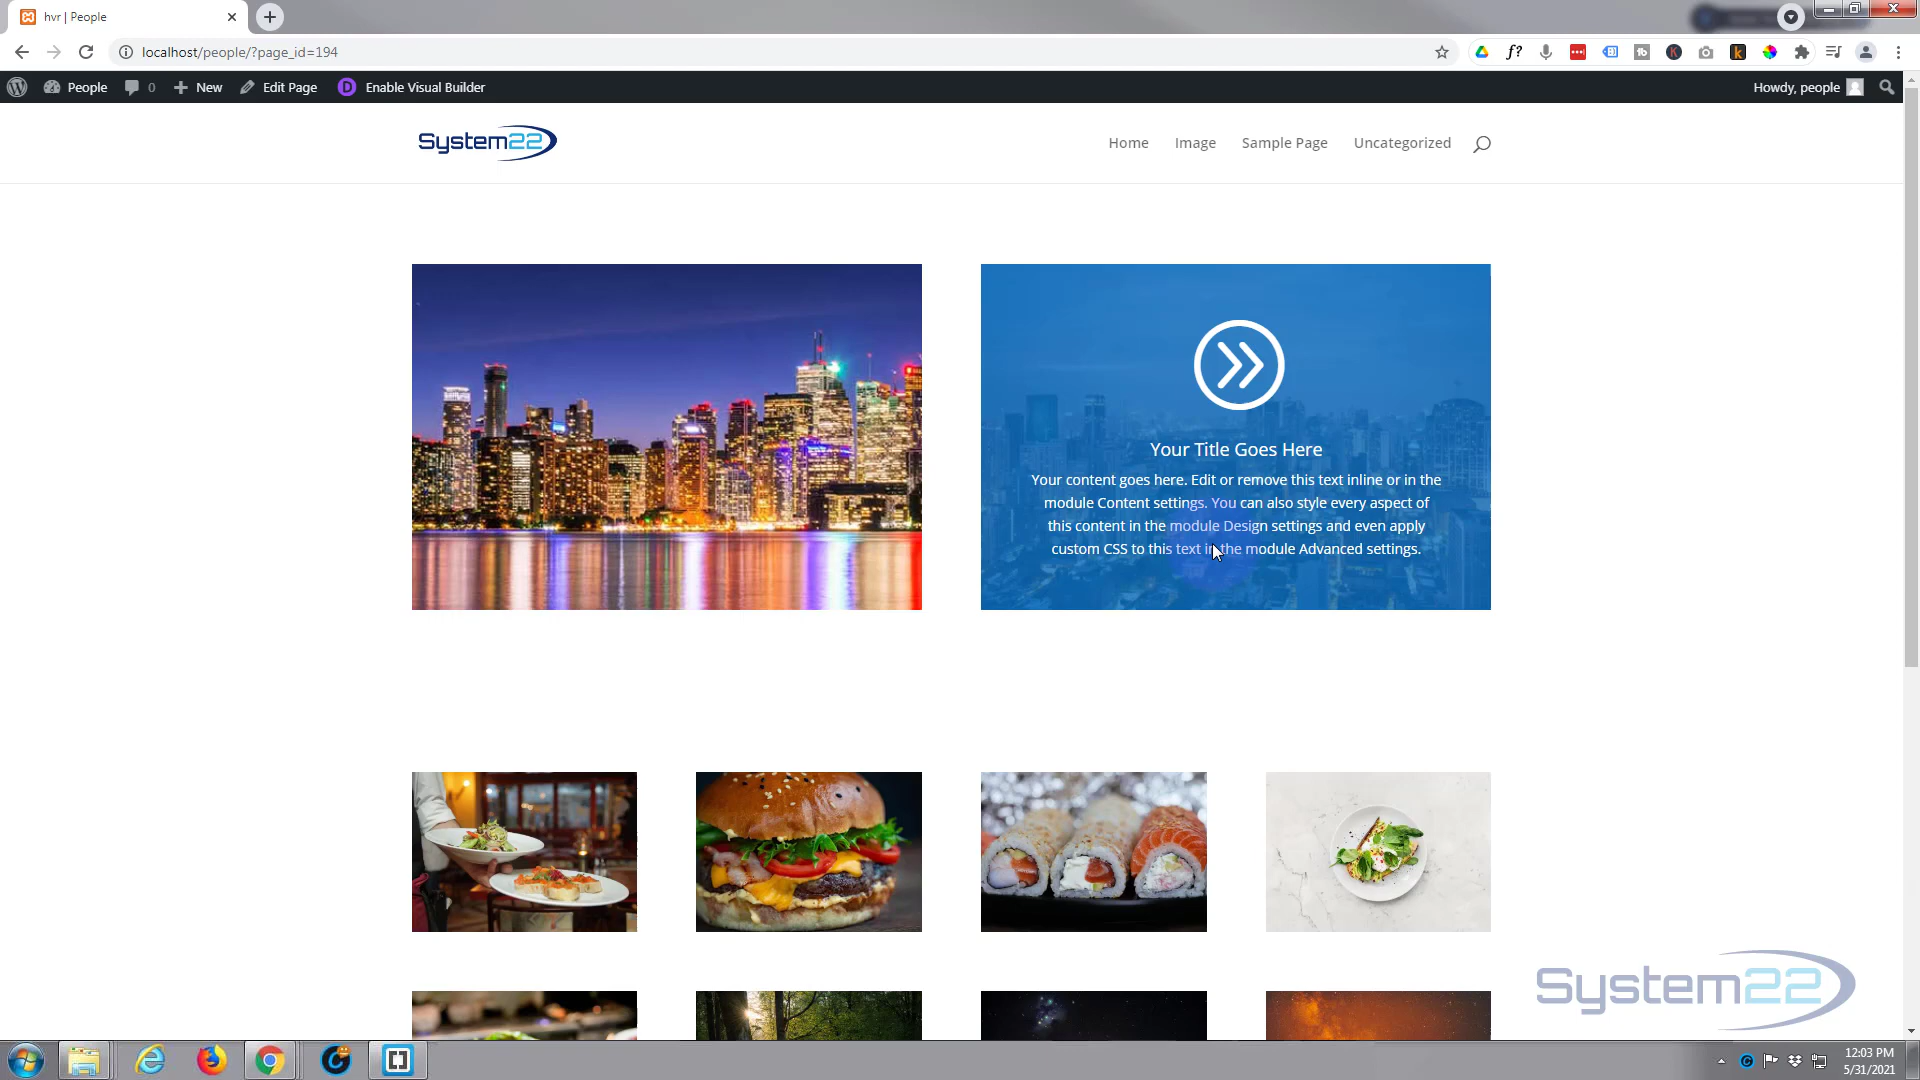 hvr | People
localhost/people/?page_id=194
People
0
New
Edit Page
Enable Visual Builder
Howdy, people
System22
Home
Image
Sample Page
Uncategorized
Your Title Goes Here
Your content goes here. Edit or remove this text inline or in the
module Content settings. You can also style every aspect of
this content in the module Design settings and even apply
custom CSS to this text in the module Advanced settings.
System22
12:03 PM
5/31/2021